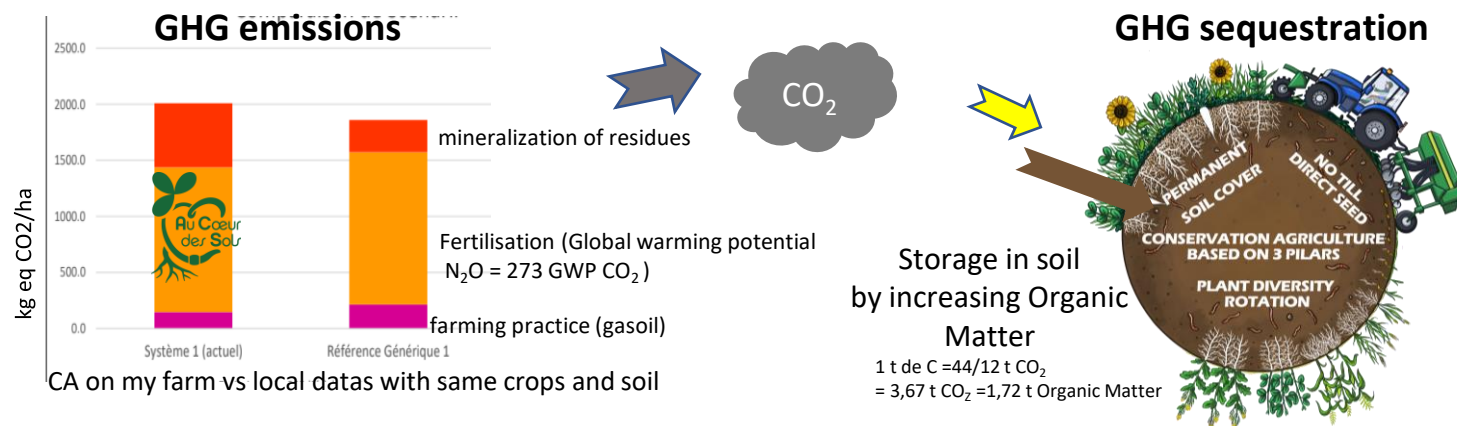 GHG emissions
2500.0
2000.0
1500.0
1000.0
500.0
0.0
kg eq CO2/ha
Au Cœur
des Sols
Système 1 (actuel)
Référence Générique 1
mineralization of residues
Fertilisation (Global warming potential
N₂O = 273 GWP CO₂ )
farming practice (gasoil)
CA on my farm vs local datas with same crops and soil
CO₂
GHG sequestration
Storage in soil
by increasing Organic
Matter
1 t de C =44/12 t CO₂
= 3,67 t CO₂ =1,72 t Organic Matter
PERMANENT
SOIL COVER
NO TILL
DIRECT SEED
CONSERVATION AGRICULTURE
BASED ON 3 PILARS
PLANT DIVERSITY
ROTATION